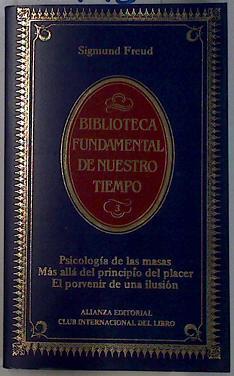 Sigmund Freud
BIBLIOTECA
FUNDAMENTAL
DE NUESTRO
TIEMPO
3
Psicología de las masas
Más allá del principio del placer
El porvenir de una ilusión
ALIANZA EDITORIAL
CLUB INTERNACIONAL DEL LIBRO